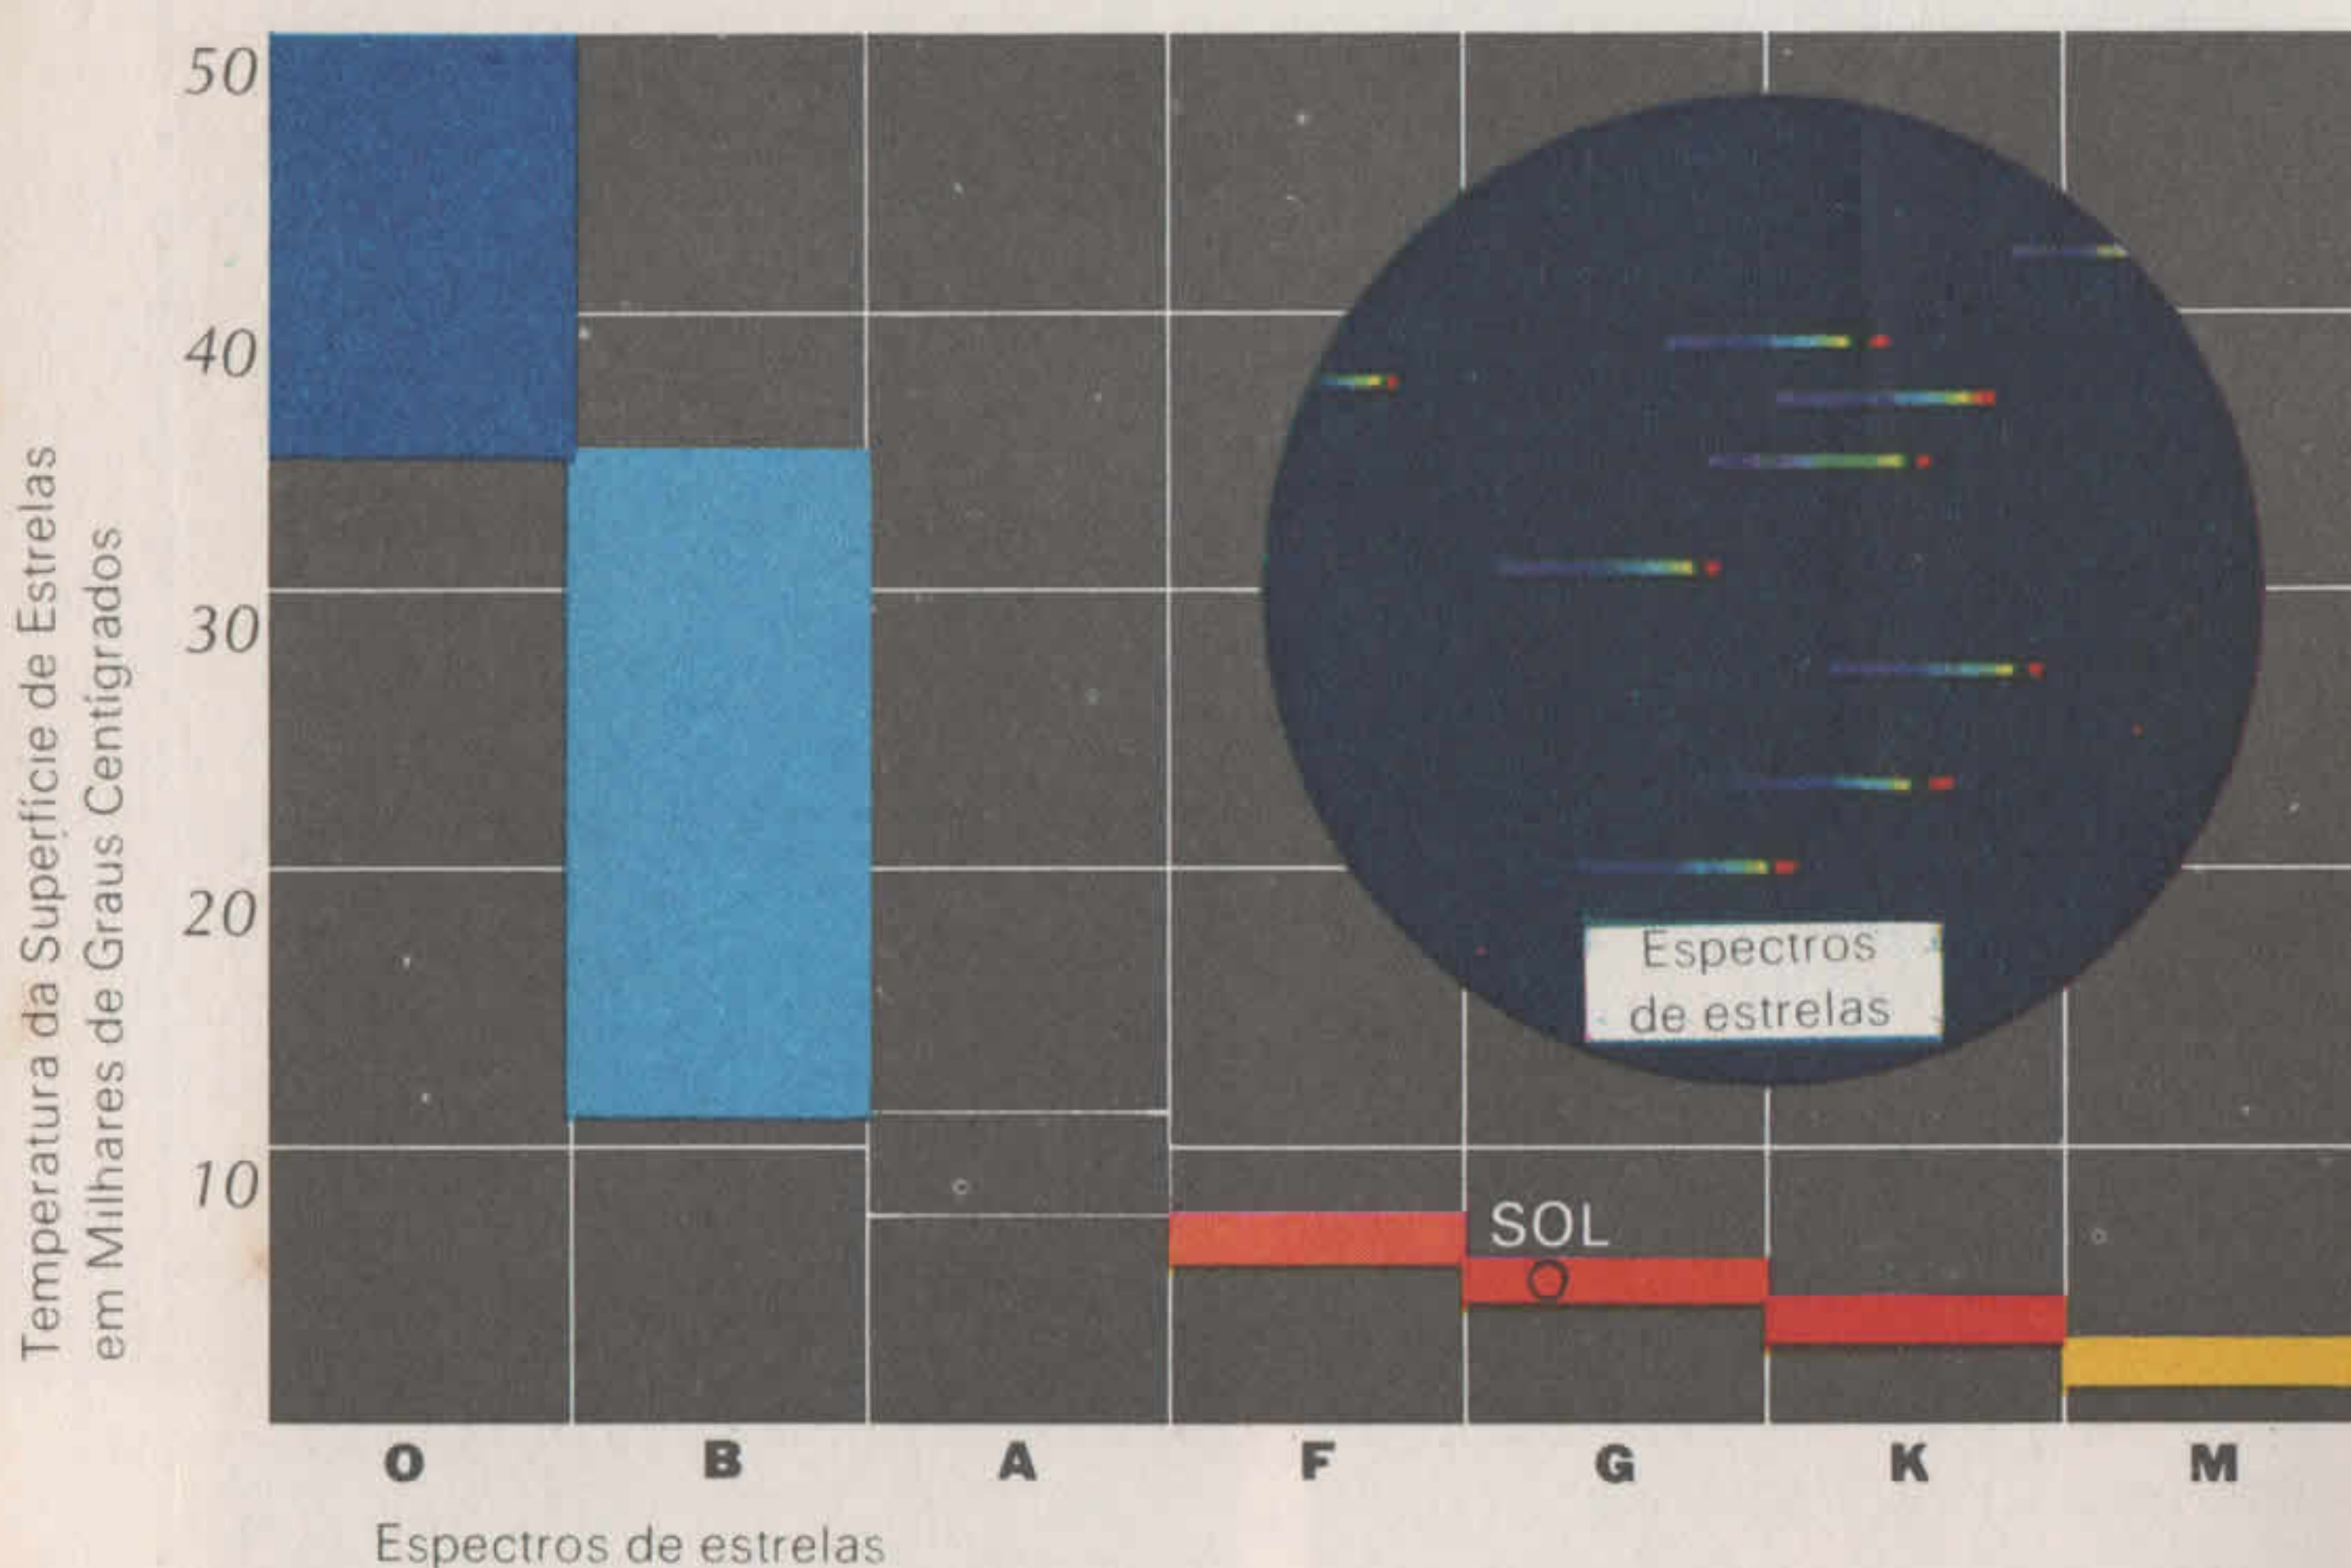 Temperatura da Superfície de Estrelas
em Milhares de Graus Centígrados
50
40
30
20
10
Espectros
de estrelas
SOL
O
B
A
F
G
K
M
Espectros de estrelas